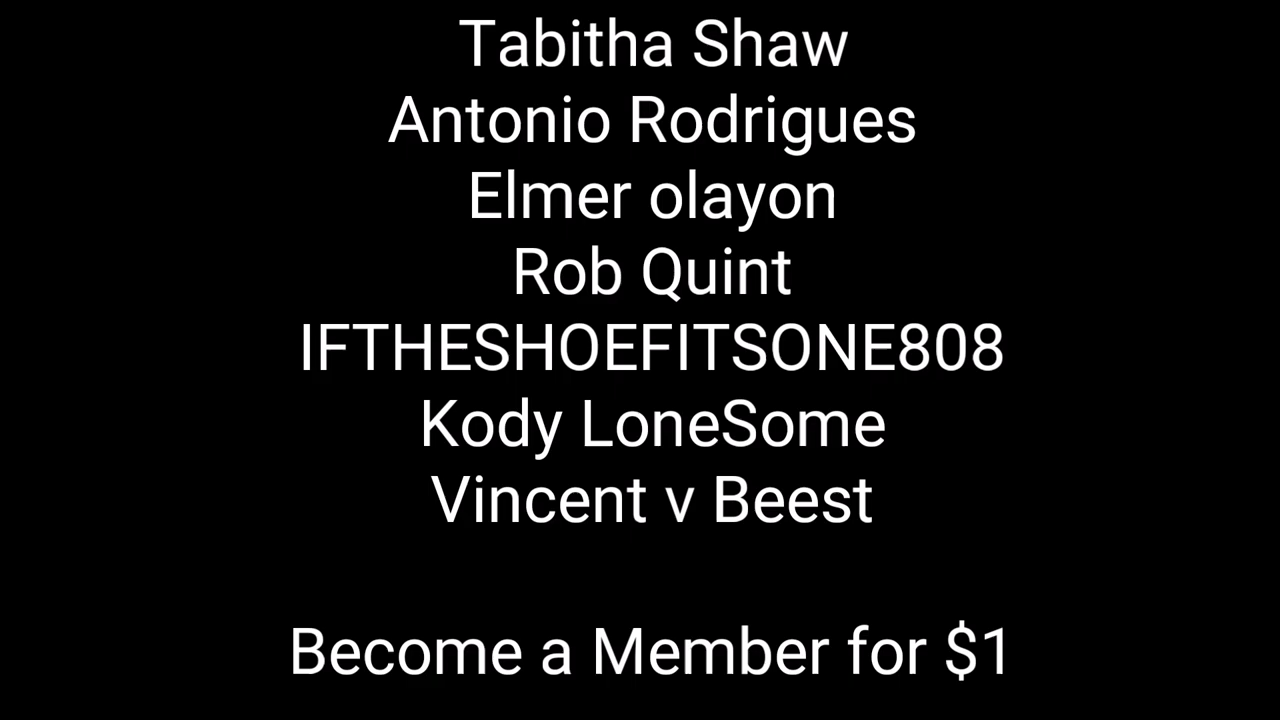 Tabitha Shaw
Antonio Rodrigues
Elmer olayon
Rob Quint
IFTHESHOEFITSONE808
Kody LoneSome
Vincent v Beest
Become a Member for $1